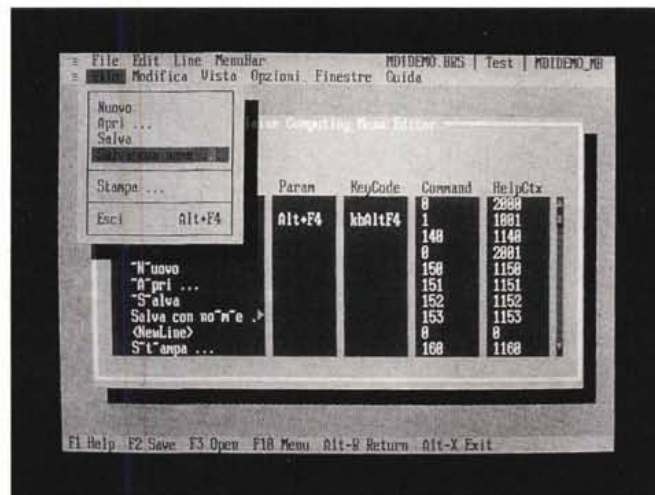 ≡ File Edit Line MenuBar MDIDEMO.BRS | Test | MDIDEMO_MB
≡ File Modifica Vista Opzioni Finestre Guida
Nuovo
Apri ...
Salva
Salva con nome ...
Stampa ...
Esci Alt+F4
Computing Menu Editor
Param KeyCode Command HelpCtx
0 2000
Alt+F4 kbAltF4 1 1001
140 1140
0 2001
~N~uovo 150 1150
~A~pri ... 151 1151
~S~alva 152 1152
Salva con no~m~e . 153 1153
<NewLine> 0 0
S~t~ampa ... 160 1160
F1 Help F2 Save F3 Open F10 Menu Alt-R Return Alt-X Exit